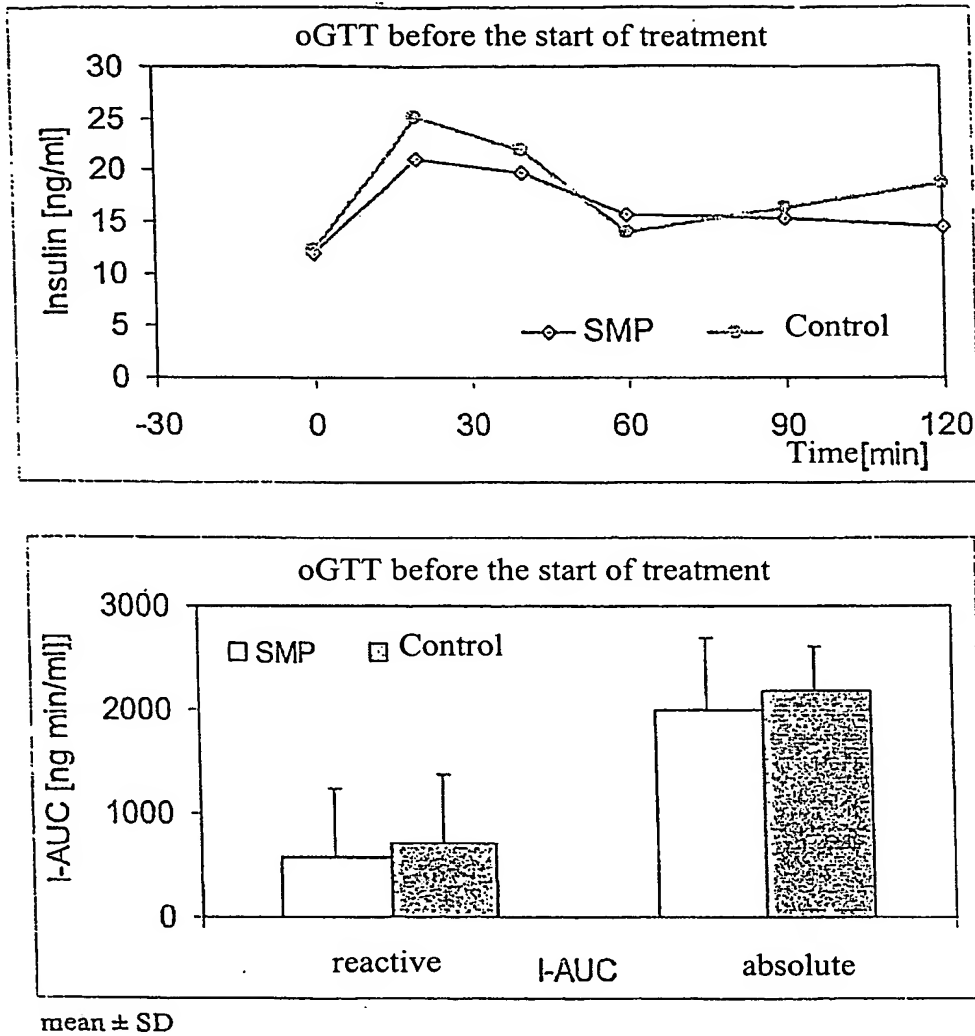 oGTT before the start of treatment
30
25
20
15
10
5
0
Insulin [ng/ml]
SMP Control
-30 0 30 60 90 120
Time[min]
oGTT before the start of treatment
3000
2000
1000
0
I-AUC [ng min/ml]]
SMP Control
reactive I-AUC absolute
mean ± SD